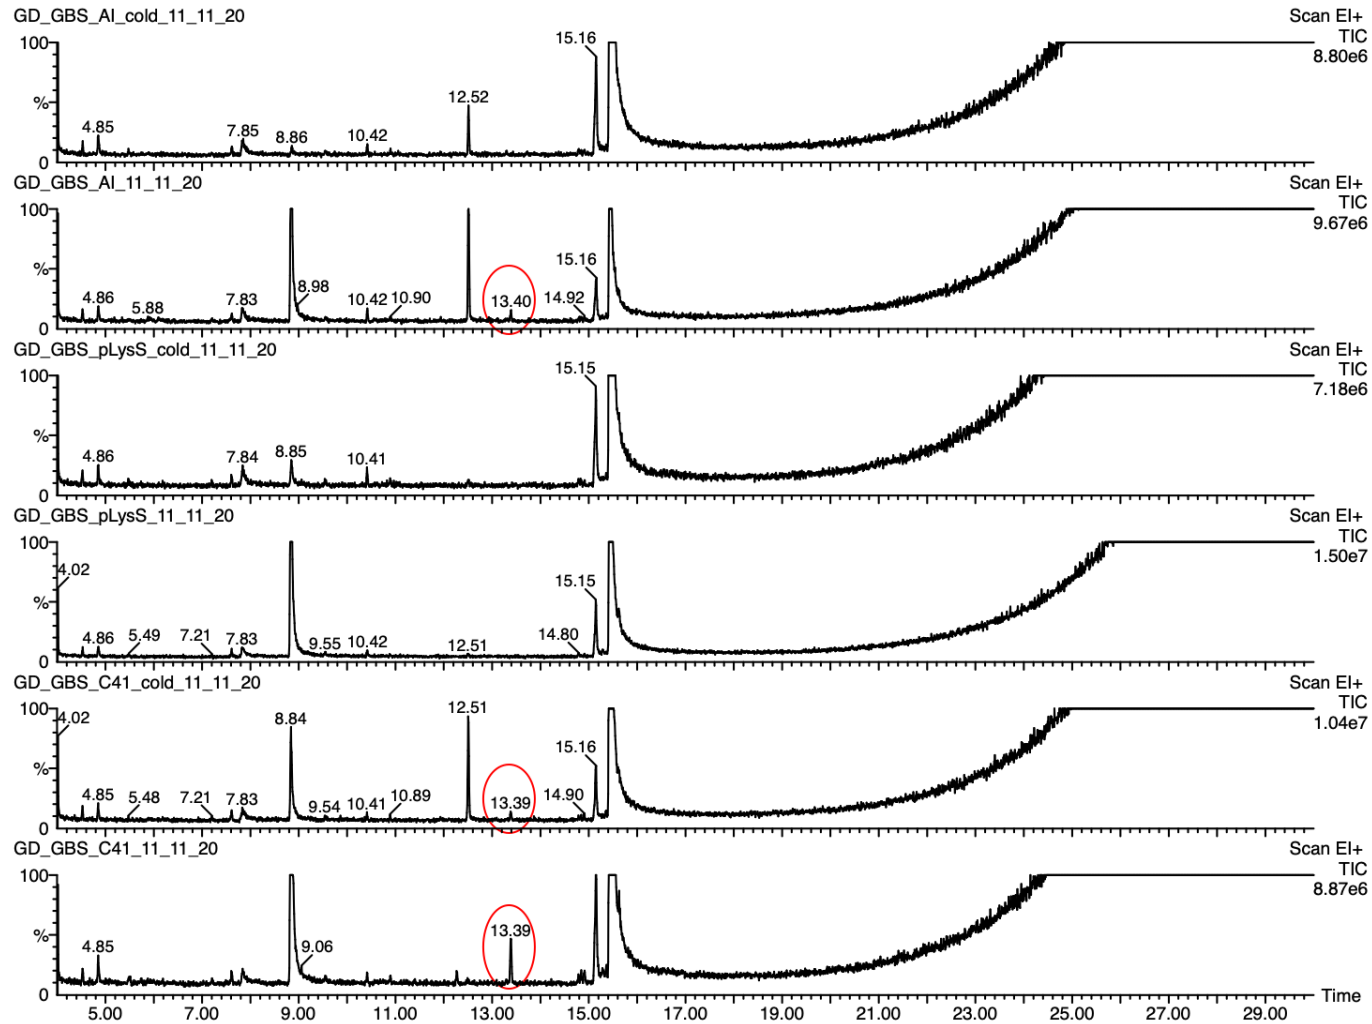 GD_GBS_AI_cold_11_11_20
Scan EI+
TIC
8.80e6
100
%
0
4.85
7.85
8.86
10.42
12.52
15.16
GD_GBS_AI_11_11_20
Scan EI+
TIC
9.67e6
100
%
0
4.86
5.88
7.83
8.98
10.42
10.90
13.40
14.92
15.16
GD_GBS_pLysS_cold_11_11_20
Scan EI+
TIC
7.18e6
100
%
0
4.86
7.84
8.85
10.41
15.15
GD_GBS_pLysS_11_11_20
Scan EI+
TIC
1.50e7
100
%
0
4.02
4.86
5.49
7.21
7.83
9.55
10.42
12.51
14.80
15.15
GD_GBS_C41_cold_11_11_20
Scan EI+
TIC
1.04e7
100
%
0
4.02
4.85
5.48
7.21
7.83
8.84
9.54
10.41
10.89
12.51
13.39
14.90
15.16
GD_GBS_C41_11_11_20
Scan EI+
TIC
8.87e6
100
%
0
4.85
9.06
13.39
Time
5.00 7.00 9.00 11.00 13.00 15.00 17.00 19.00 21.00 23.00 25.00 27.00 29.00